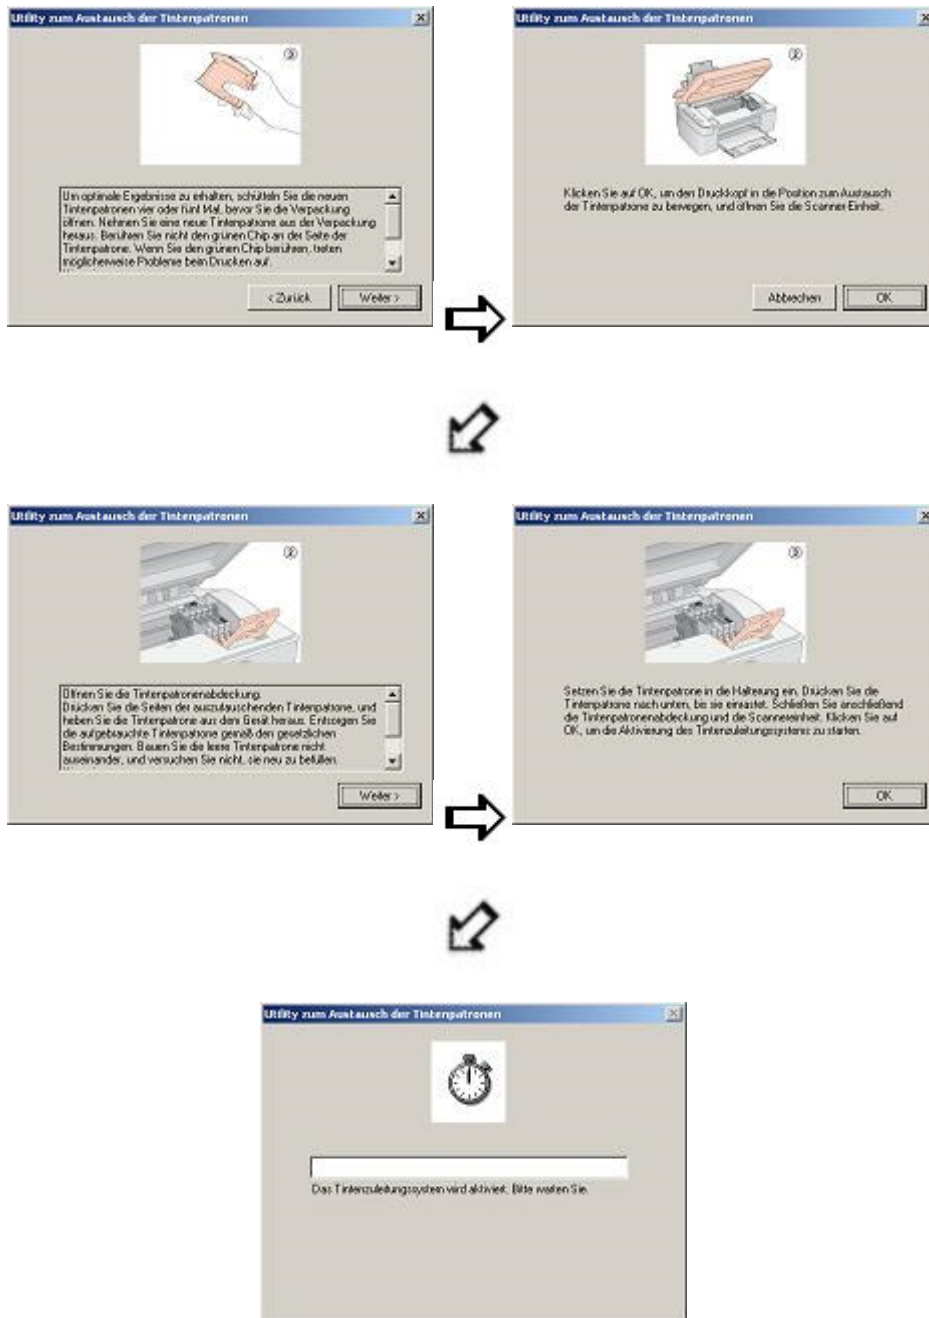 Utility zum Austausch der Tintenpatronen
③
Um optimale Ergebnisse zu erhalten, schütteln Sie die neuen
Tintenpatronen vier oder fünf Mal, bevor Sie die Verpackung
öffnen. Nehmen Sie eine neue Tintenpatrone aus der Verpackung
heraus. Berühren Sie nicht den grünen Chip an der Seite der
Tintenpatrone. Wenn Sie den grünen Chip berühren, treten
möglicherweise Probleme beim Drucken auf.
< Zurück
Weiter >
Utility zum Austausch der Tintenpatronen
②
Klicken Sie auf OK, um den Druckkopf in die Position zum Austausch
der Tintenpatrone zu bewegen, und öffnen Sie die Scanner Einheit.
Abbrechen
OK
Utility zum Austausch der Tintenpatronen
②
Öffnen Sie die Tintenpatronenabdeckung.
Drücken Sie die Seiten der auszutauschenden Tintenpatrone, und
heben Sie die Tintenpatrone aus dem Gerät heraus. Entsorgen Sie
die aufgebrauchte Tintenpatrone gemäß den gesetzlichen
Bestimmungen. Bauen Sie die leere Tintenpatrone nicht
auseinander, und versuchen Sie nicht, sie neu zu befüllen.
Weiter >
Utility zum Austausch der Tintenpatronen
③
Setzen Sie die Tintenpatrone in die Halterung ein. Drücken Sie die
Tintenpatrone nach unten, bis sie einrastet. Schließen Sie anschließend
die Tintenpatronenabdeckung und die Scannereinheit. Klicken Sie auf
OK, um die Aktivierung des Tintenzuleitungssystems zu starten.
OK
Utility zum Austausch der Tintenpatronen
Das Tintenzuleitungssystem wird aktiviert. Bitte warten Sie.